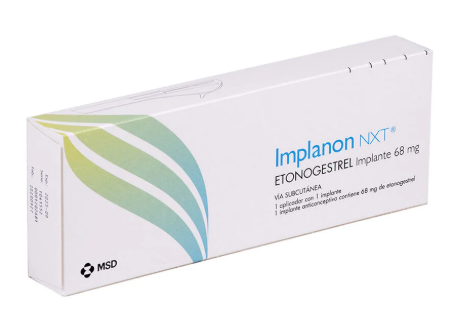 Implanon NXT®
ETONOGESTREL Implante 68 mg
VÍA SUBCUTÁNEA
1 aplicador con 1 implante
1 implante anticonceptivo contiene 68 mg de etonogestrel
MSD